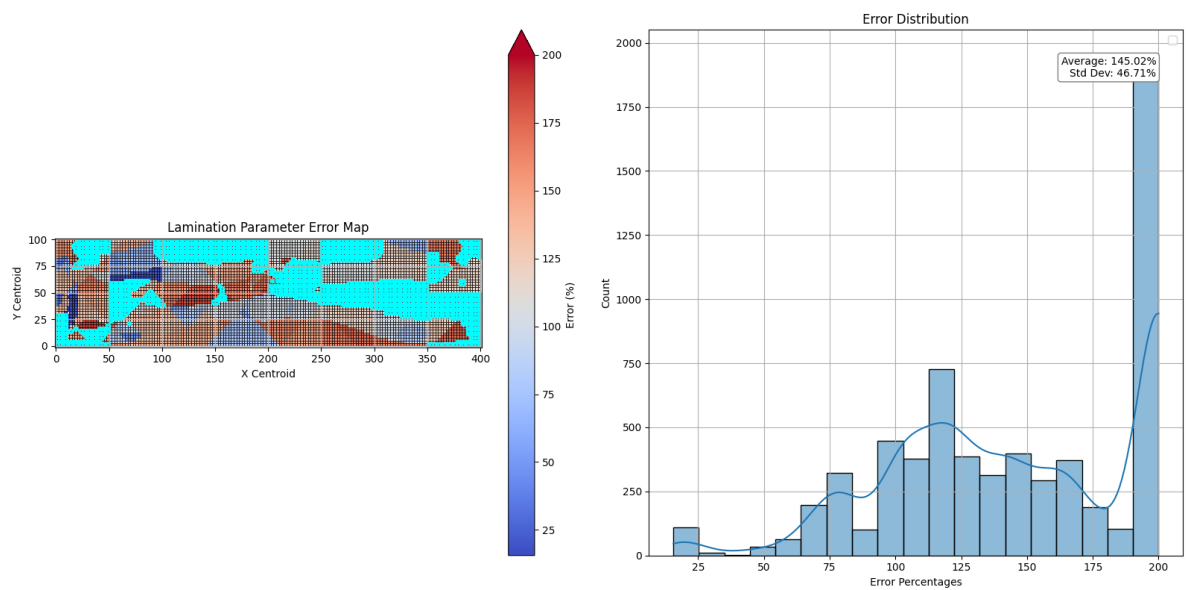 Lamination Parameter Error Map
100
75
50
25
0
Y Centroid
0 50 100 150 200 250 300 350 400
X Centroid
200
175
150
125
100
75
50
25
Error (%)
Error Distribution
Average: 145.02%
Std Dev: 46.71%
2000
1750
1500
1250
1000
750
500
250
0
Count
25 50 75 100 125 150 175 200
Error Percentages